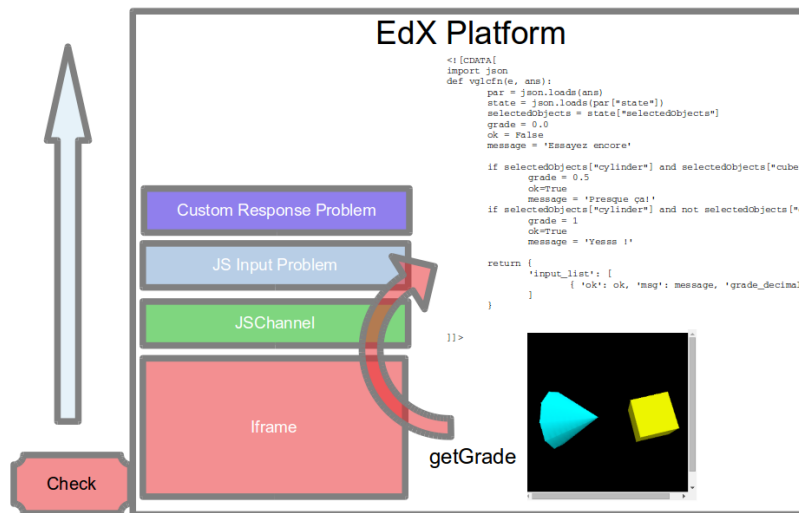 EdX Platform
<![CDATA[
import json
def vglcfn(e, ans):
par = json.loads(ans)
state = json.loads(par["state"])
selectedObjects = state["selectedObjects"]
grade = 0.0
ok = False
message = 'Essayez encore'
if selectedObjects["cylinder"] and selectedObjects["cube
grade = 0.5
ok=True
message = 'Presque ça!'
if selectedObjects["cylinder"] and not selectedObjects["
grade = 1
ok=True
message = 'Yesss !'
return {
'input_list': [
{ 'ok': ok, 'msg': message, 'grade_decimal
]
}
]]>
Custom Response Problem
JS Input Problem
JSChannel
Iframe
getGrade
Check